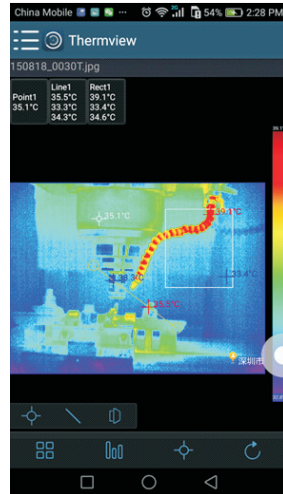 China Mobile ... 2G 54% 2:28 PM
Thermview
150818_0030T.jpg
Point1
35.1°C
Line1
35.5°C
33.3°C
34.3°C
Rect1
39.1°C
33.4°C
34.6°C
35.1°C
39.1°C
33.4°C
35.5°C
深圳市